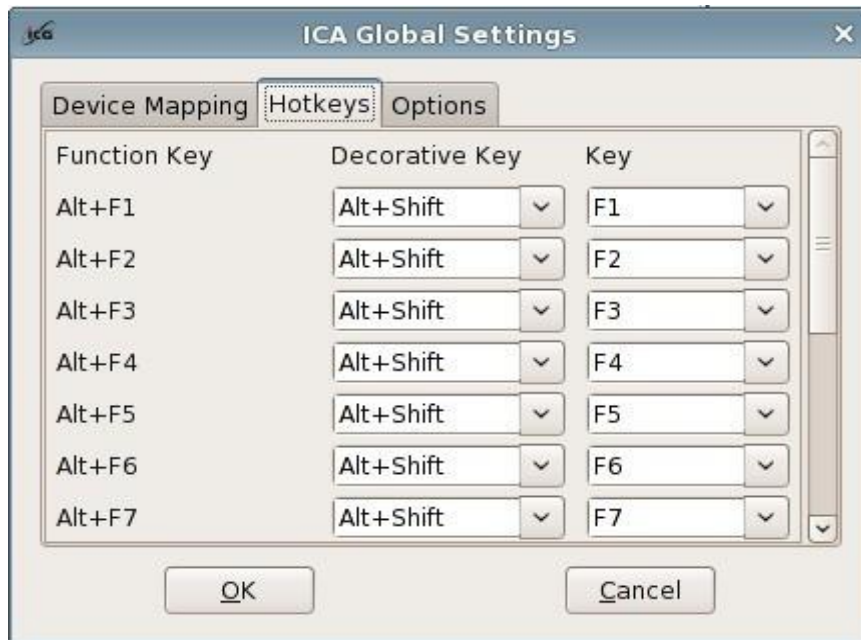 ica
ICA Global Settings
Device Mapping Hotkeys Options
Function Key Decorative Key Key
Alt+F1 Alt+Shift F1
Alt+F2 Alt+Shift F2
Alt+F3 Alt+Shift F3
Alt+F4 Alt+Shift F4
Alt+F5 Alt+Shift F5
Alt+F6 Alt+Shift F6
Alt+F7 Alt+Shift F7
OK Cancel